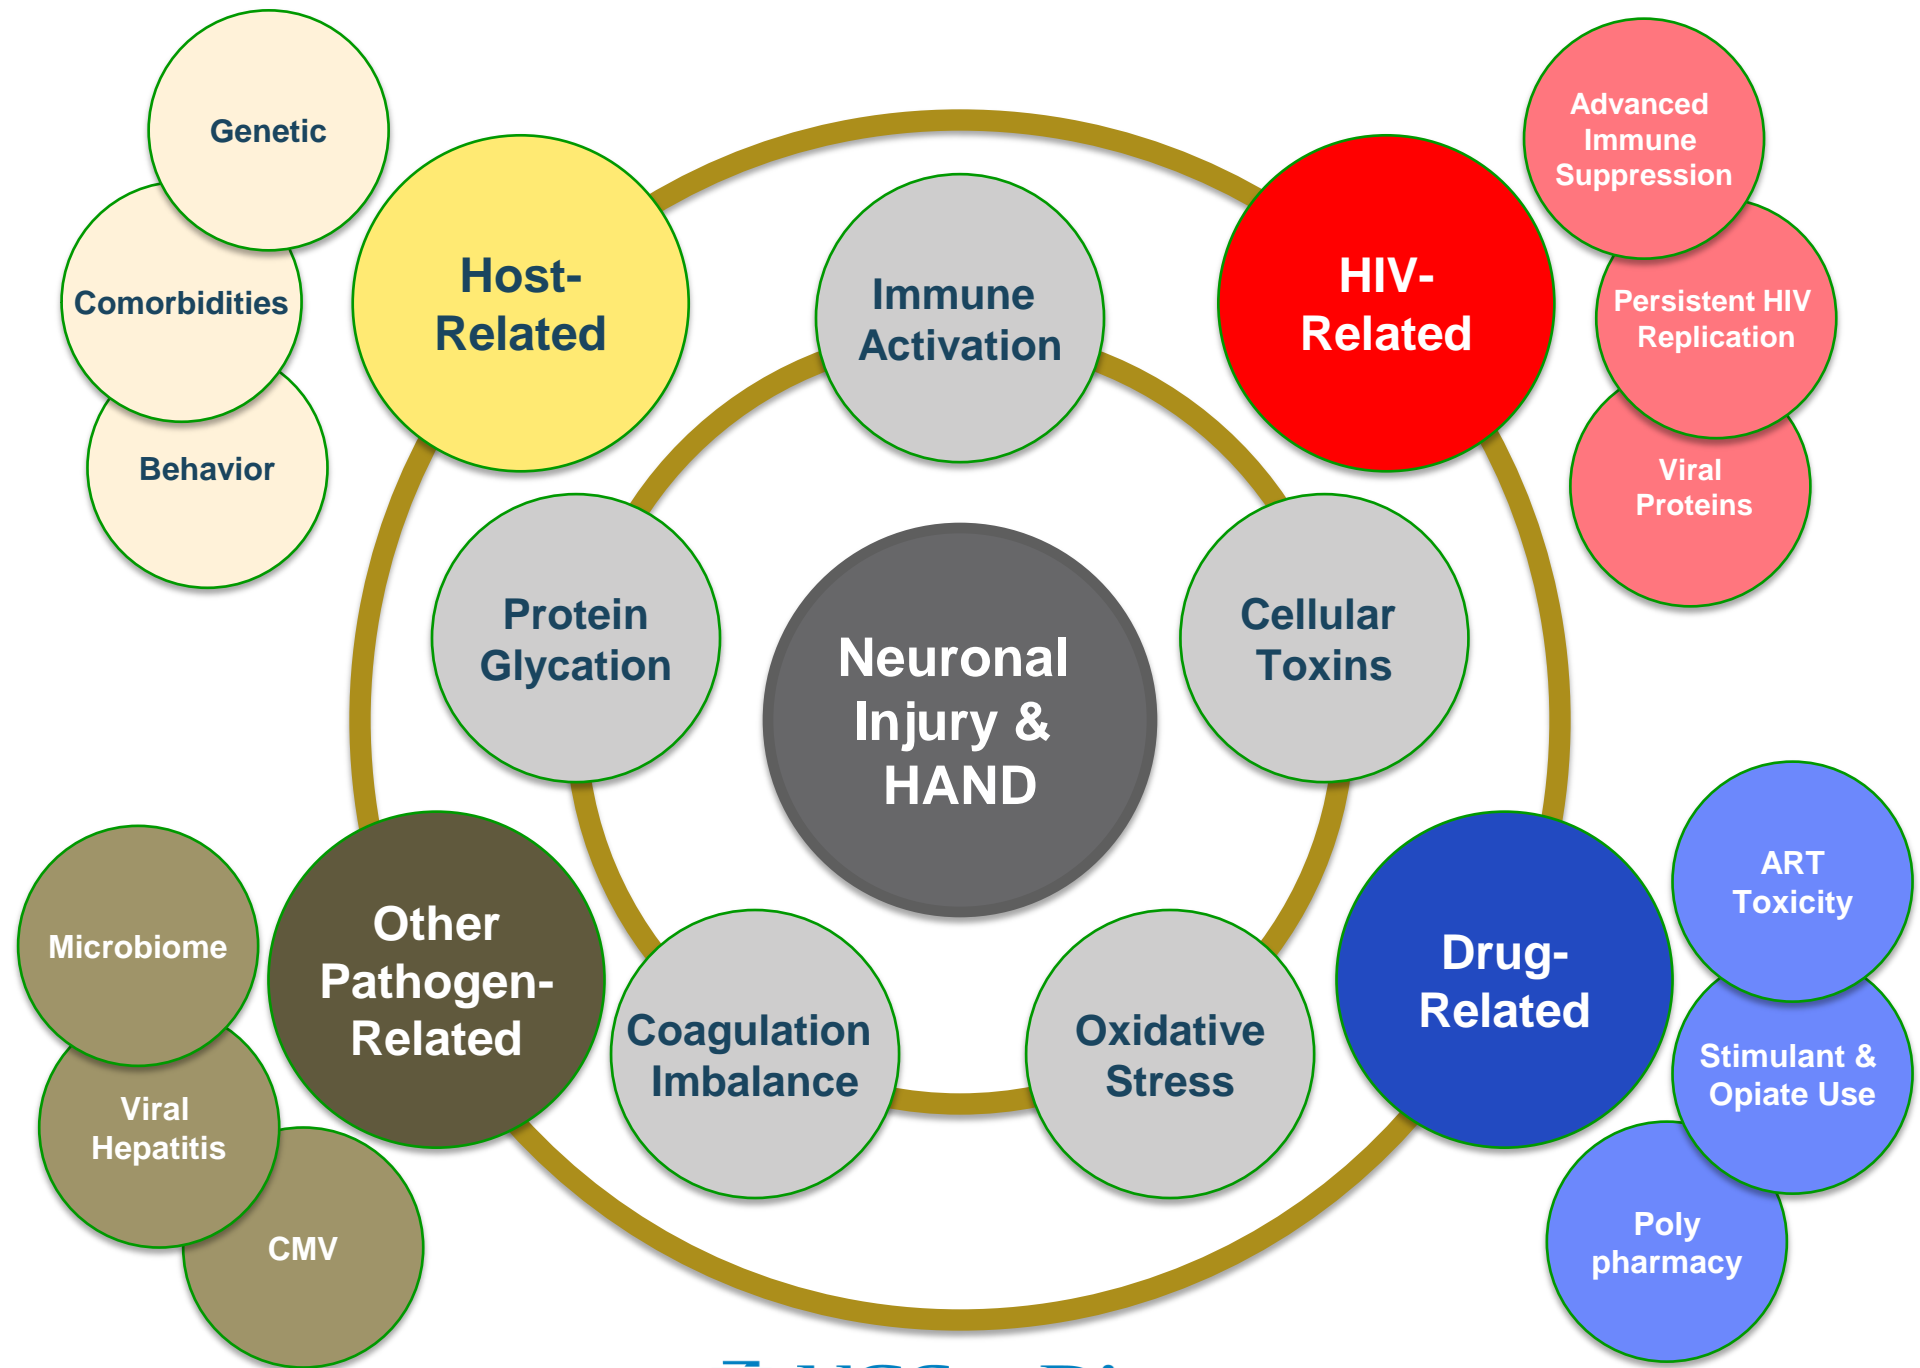 Genetic
Comorbidities
Behavior
Host-
Related
Immune
Activation
HIV-
Related
Advanced
Immune
Suppression
Persistent HIV
Replication
Viral
Proteins
Protein
Glycation
Neuronal
Injury &
HAND
Cellular
Toxins
Microbiome
Viral
Hepatitis
CMV
Other
Pathogen-
Related
Coagulation
Imbalance
Oxidative
Stress
Drug-
Related
ART
Toxicity
Stimulant &
Opiate Use
Poly
pharmacy